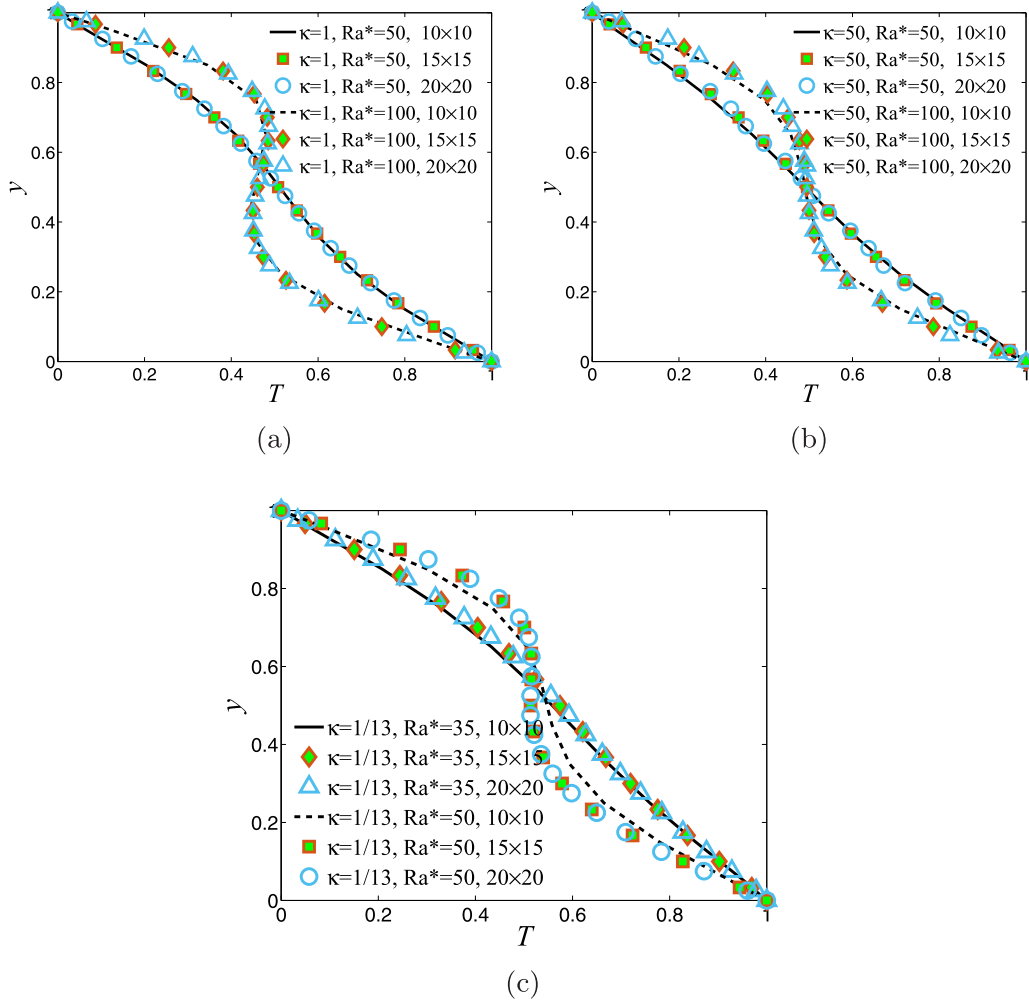 1
κ=1, Ra*=50, 10×10
κ=1, Ra*=50, 15×15
κ=1, Ra*=50, 20×20
κ=1, Ra*=100, 10×10
κ=1, Ra*=100, 15×15
κ=1, Ra*=100, 20×20
0.8
0.6
0.4
0.2
0
y
0 0.2 0.4 0.6 0.8 1
T
(a)
1
κ=50, Ra*=50, 10×10
κ=50, Ra*=50, 15×15
κ=50, Ra*=50, 20×20
κ=50, Ra*=100, 10×10
κ=50, Ra*=100, 15×15
κ=50, Ra*=100, 20×20
0.8
0.6
0.4
0.2
0
y
0 0.2 0.4 0.6 0.8 1
T
(b)
1
0.8
0.6
0.4
0.2
0
y
κ=1/13, Ra*=35, 10×10
κ=1/13, Ra*=35, 15×15
κ=1/13, Ra*=35, 20×20
κ=1/13, Ra*=50, 10×10
κ=1/13, Ra*=50, 15×15
κ=1/13, Ra*=50, 20×20
0 0.2 0.4 0.6 0.8 1
T
(c)